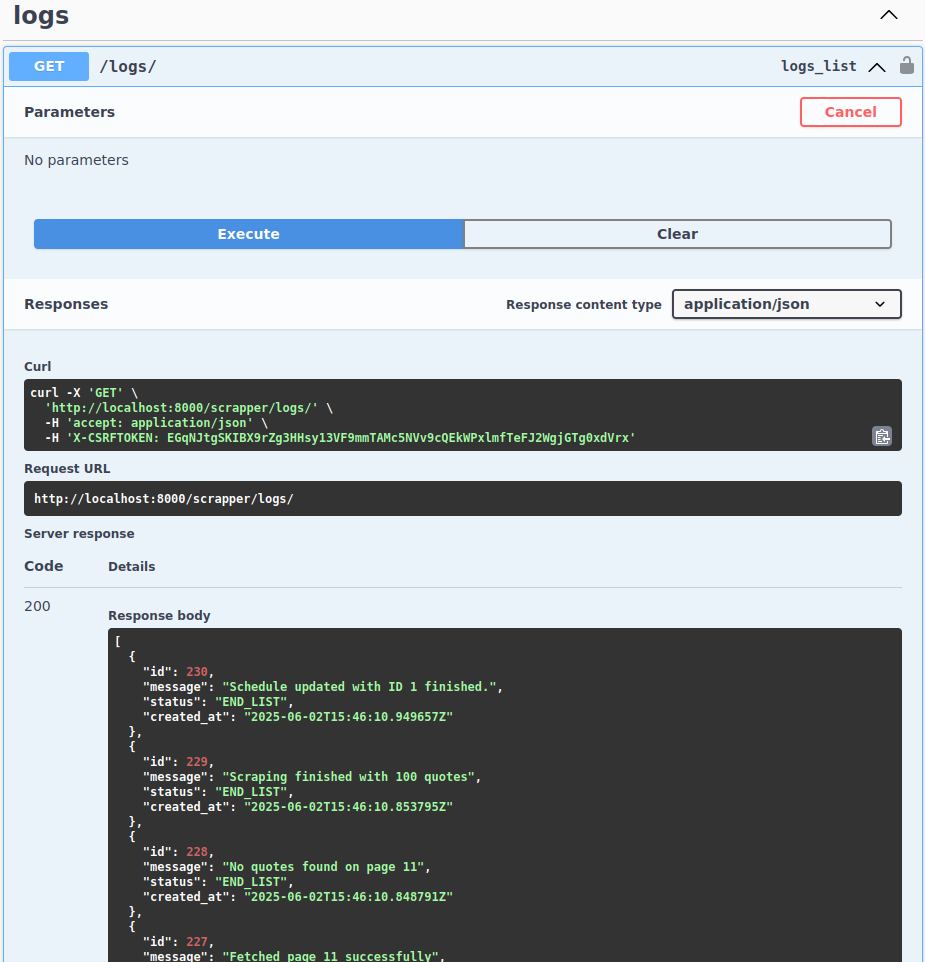 logs
GET /logs/ logs_list
Parameters Cancel
No parameters
Execute Clear
Responses Response content type application/json
Curl
curl -X 'GET' \
  'http://localhost:8000/scrapper/logs/' \
  -H 'accept: application/json' \
  -H 'X-CSRFTOKEN: EGqNJtgSKIBX9rZg3HHsy13VF9mmTAMc5NVv9cQEkWPxlmfTeFJ2WgjGTg0xdVrx'
Request URL
http://localhost:8000/scrapper/logs/
Server response
Code Details
200
Response body
[
  {
    "id": 230,
    "message": "Schedule updated with ID 1 finished.",
    "status": "END_LIST",
    "created_at": "2025-06-02T15:46:10.949657Z"
  },
  {
    "id": 229,
    "message": "Scraping finished with 100 quotes",
    "status": "END_LIST",
    "created_at": "2025-06-02T15:46:10.853795Z"
  },
  {
    "id": 228,
    "message": "No quotes found on page 11",
    "status": "END_LIST",
    "created_at": "2025-06-02T15:46:10.848791Z"
  },
  {
    "id": 227,
    "message": "Fetched page 11 successfully",